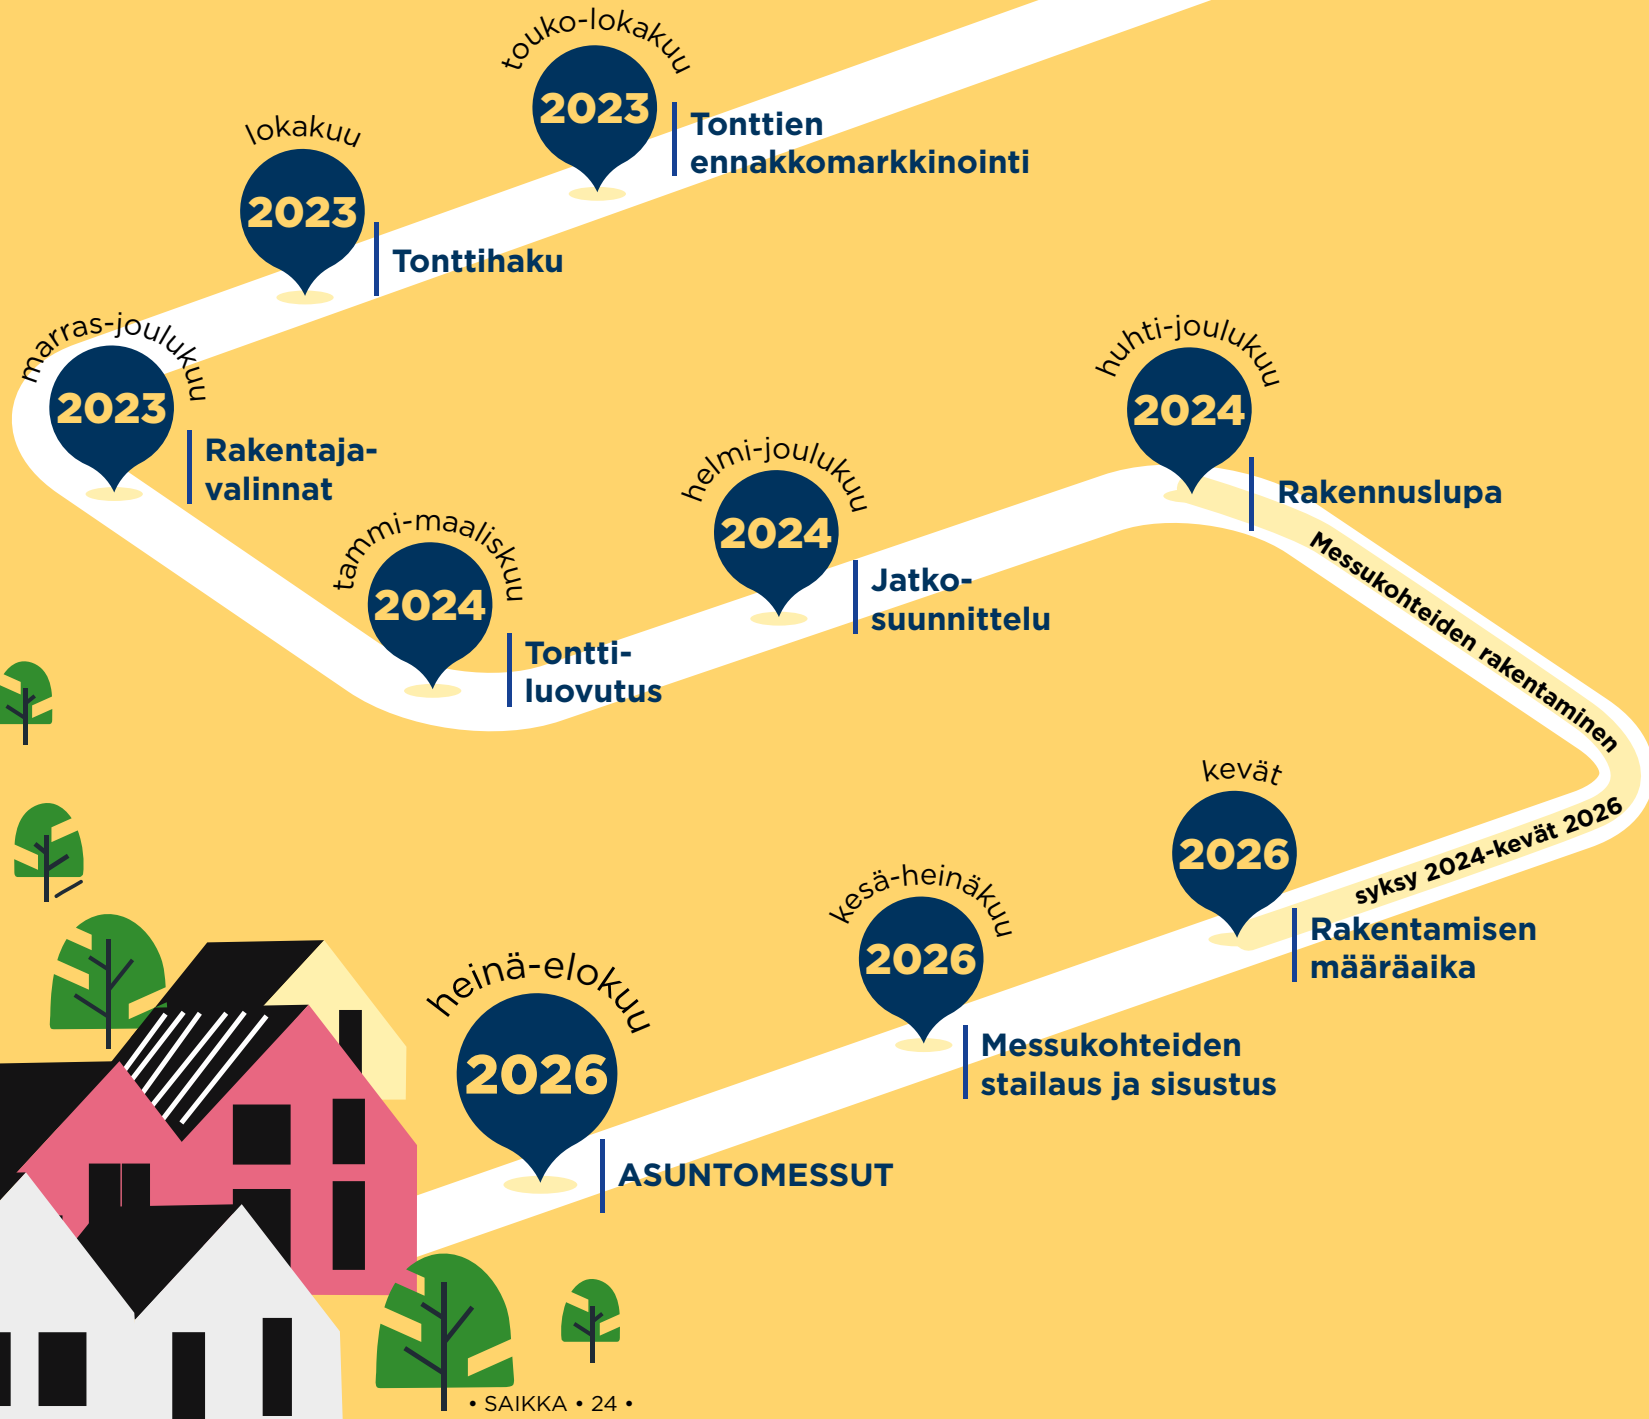 touko-lokakuu
2023
Tonttien
ennakkomarkkinointi
lokakuu
2023
Tonttihaku
marras-joulukuu
2023
Rakentaja-
valinnat
tammi-maaliskuu
2024
Tontti-
luovutus
helmi-joulukuu
2024
Jatko-
suunnittelu
huhti-joulukuu
2024
Rakennuslupa
Messukohteiden rakentaminen
syksy 2024-kevät 2026
kevät
2026
Rakentamisen
määräaika
kesä-heinäkuu
2026
Messukohteiden
stailaus ja sisustus
heinä-elokuu
2026
ASUNTOMESSUT
• SAIKKA • 24 •